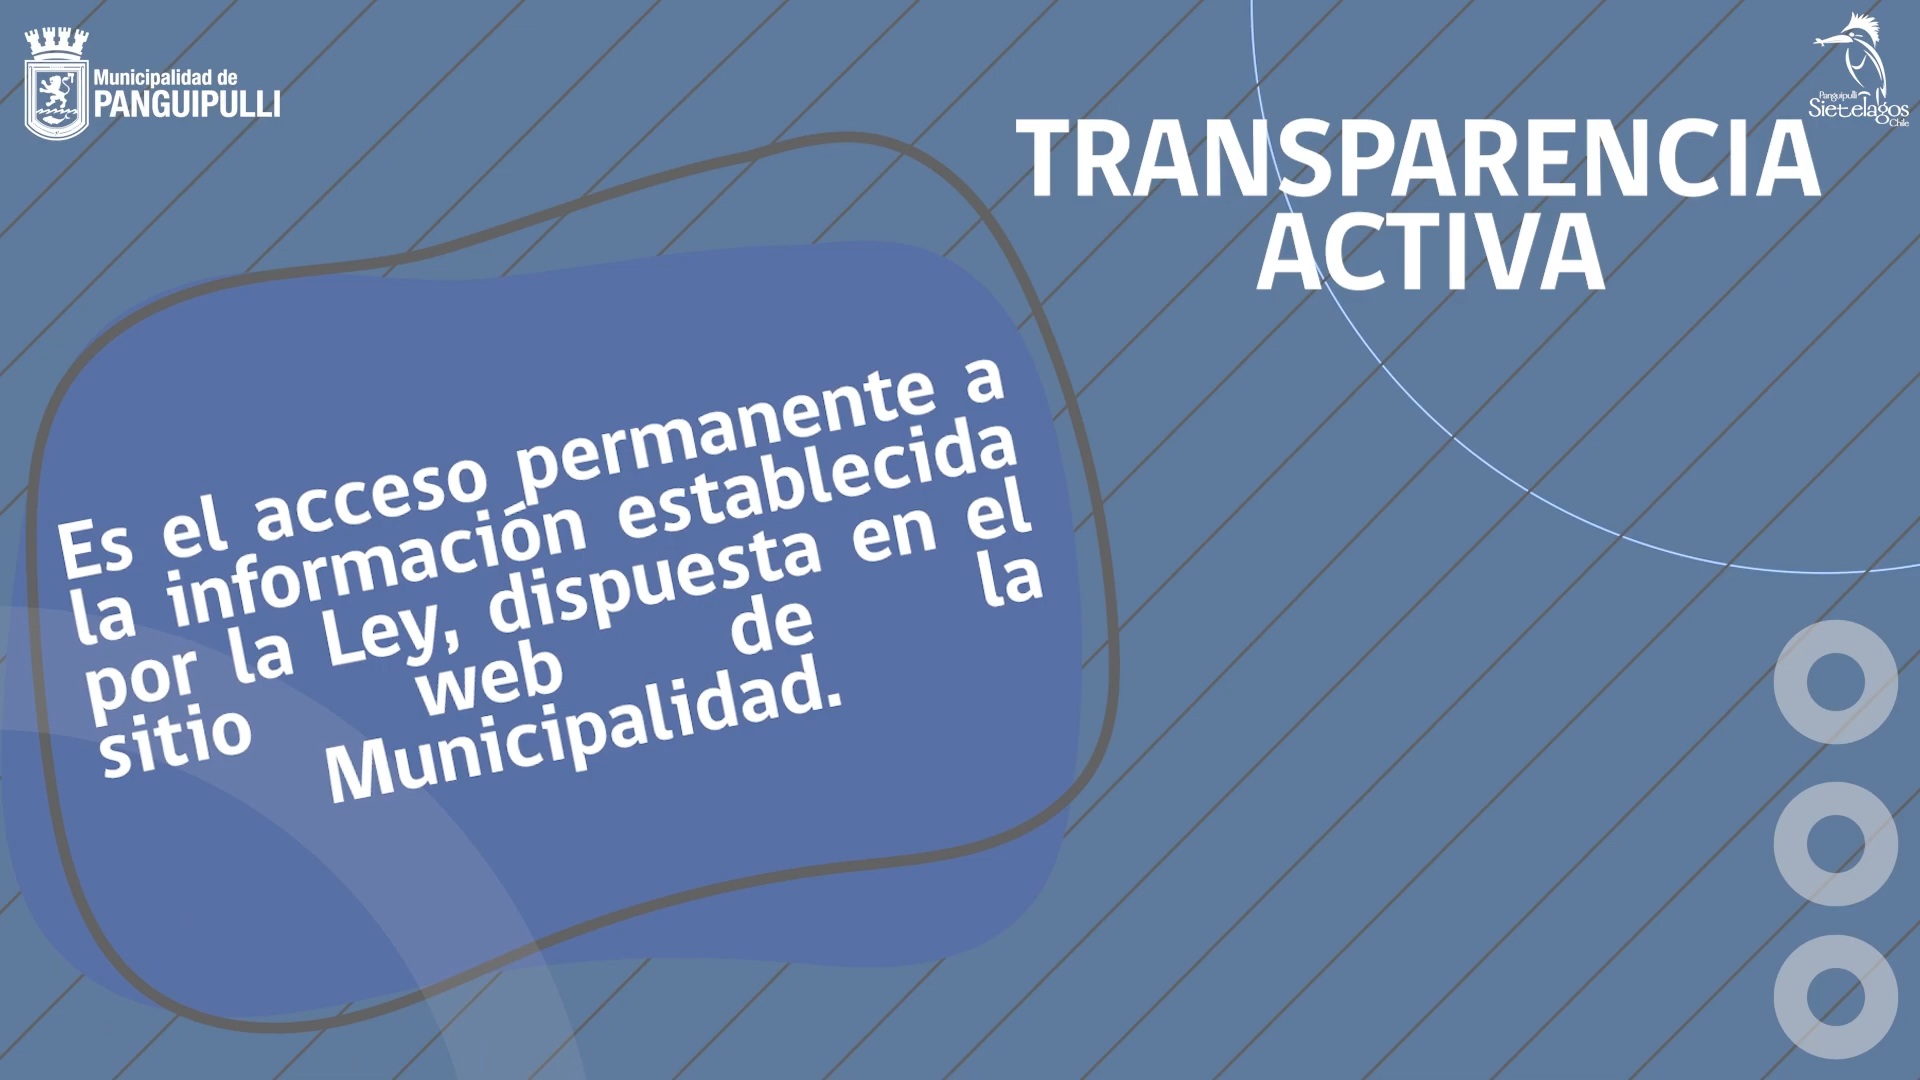 Municipalidad de
PANGUIPULLI
Panguipulli
Sietelagos
Chile
TRANSPARENCIA
ACTIVA
Es el acceso permanente a
la información establecida
por la Ley, dispuesta en el
sitio web de la
Municipalidad.